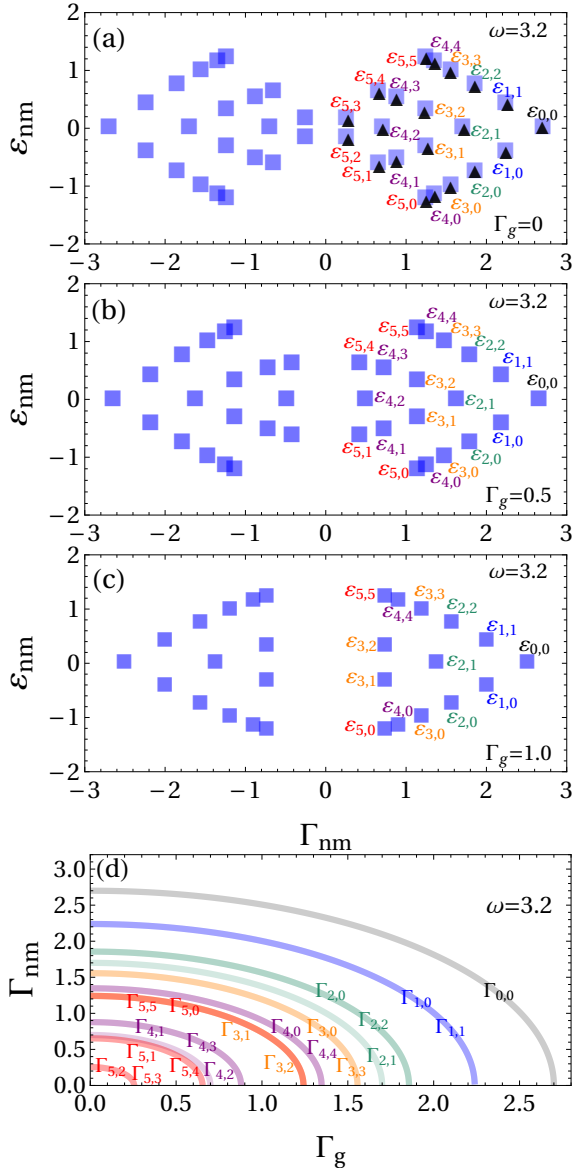 (a)
ω=3.2
ε4,4
ε5,5
ε3,3
ε5,4
ε4,3
ε2,2
ε1,1
ε5,3
ε3,2
ε0,0
ε4,2
ε2,1
ε5,2
ε3,1
ε5,1
ε4,1
ε1,0
ε2,0
ε5,0
ε3,0
ε4,0
Γg=0
εnm
2
1
0
−1
−2
−3 −2 −1 0 1 2 3
(b)
ω=3.2
ε4,4
ε5,5
ε3,3
ε5,4
ε4,3
ε2,2
ε1,1
ε3,2
ε0,0
ε4,2
ε2,1
ε3,1
ε5,1
ε4,1
ε1,0
ε2,0
ε5,0
ε3,0
ε4,0
Γg=0.5
εnm
2
1
0
−1
−2
−3 −2 −1 0 1 2 3
(c)
ω=3.2
ε5,5
ε3,3
ε4,4
ε2,2
ε1,1
ε3,2
ε0,0
ε2,1
ε3,1
ε4,0
ε1,0
ε2,0
ε5,0
ε3,0
Γg=1.0
εnm
2
1
0
−1
−2
−3 −2 −1 0 1 2 3
Γnm
(d)
ω=3.2
Γ2,0
Γ1,0
Γ0,0
Γ5,5
Γ5,0
Γ4,1
Γ3,1
Γ4,0
Γ3,0
Γ2,2
Γ1,1
Γ5,1
Γ4,3
Γ4,4
Γ2,1
Γ5,2
Γ5,3
Γ5,4
Γ4,2
Γ3,2
Γ3,3
Γnm
3.0
2.5
2.0
1.5
1.0
0.5
0.0
0.0 0.5 1.0 1.5 2.0 2.5
Γg